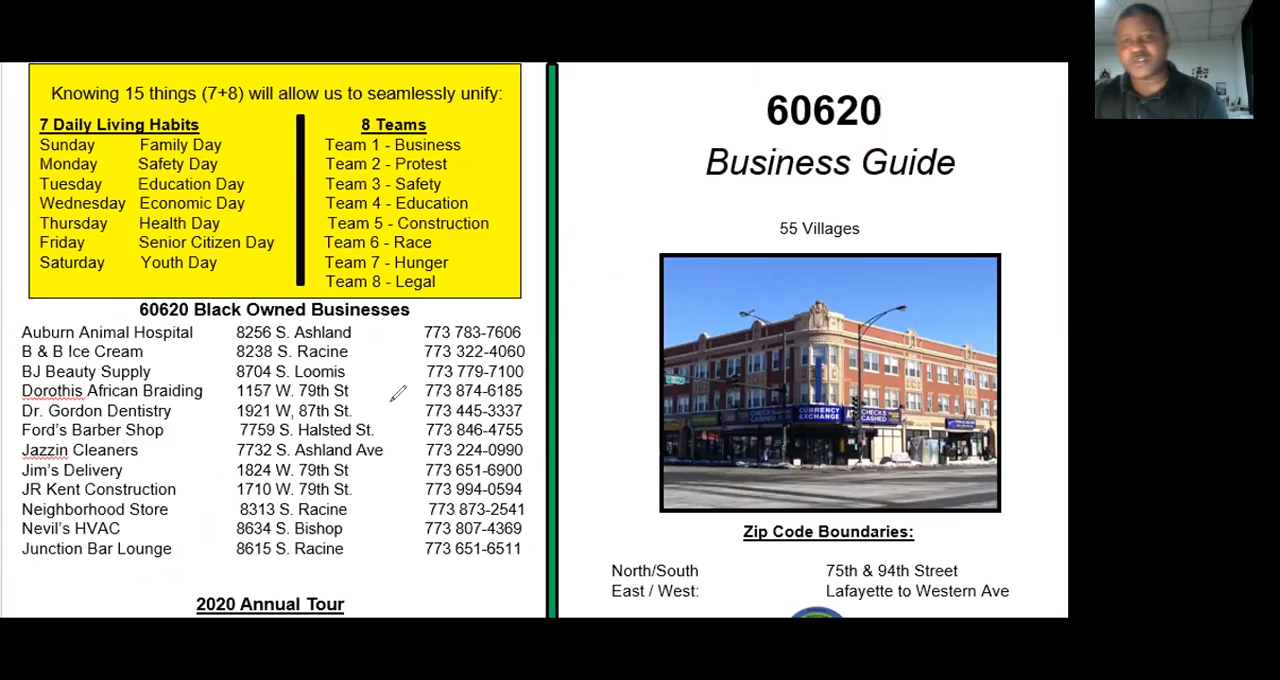 Knowing 15 things (7+8) will allow us to seamlessly unify:
7 Daily Living Habits
Sunday Family Day
Monday Safety Day
Tuesday Education Day
Wednesday Economic Day
Thursday Health Day
Friday Senior Citizen Day
Saturday Youth Day
8 Teams
Team 1 - Business
Team 2 - Protest
Team 3 - Safety
Team 4 - Education
Team 5 - Construction
Team 6 - Race
Team 7 - Hunger
Team 8 - Legal
60620 Black Owned Businesses
Auburn Animal Hospital 8256 S. Ashland 773 783-7606
B & B Ice Cream 8238 S. Racine 773 322-4060
BJ Beauty Supply 8704 S. Loomis 773 779-7100
Dorothis African Braiding 1157 W. 79th St 773 874-6185
Dr. Gordon Dentistry 1921 W, 87th St. 773 445-3337
Ford's Barber Shop 7759 S. Halsted St. 773 846-4755
Jazzin Cleaners 7732 S. Ashland Ave 773 224-0990
Jim's Delivery 1824 W. 79th St 773 651-6900
JR Kent Construction 1710 W. 79th St. 773 994-0594
Neighborhood Store 8313 S. Racine 773 873-2541
Nevil's HVAC 8634 S. Bishop 773 807-4369
Junction Bar Lounge 8615 S. Racine 773 651-6511
2020 Annual Tour
60620
Business Guide
55 Villages
CURRENCY
EXCHANGE
CHECKS
CASHED
Zip Code Boundaries:
North/South 75th & 94th Street
East / West: Lafayette to Western Ave